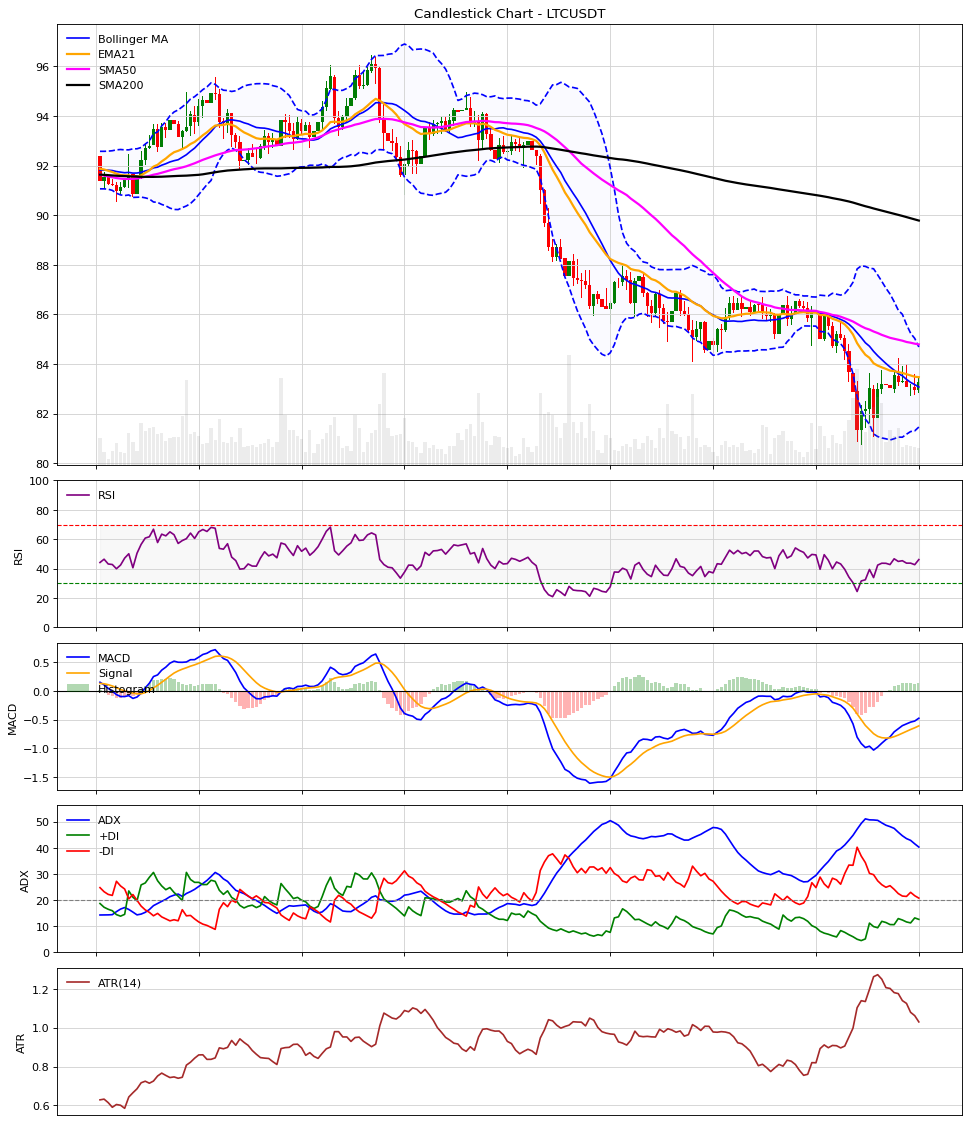 Candlestick Chart - LTCUSDT
Bollinger MA
EMA21
SMA50
SMA200
96
94
92
90
88
86
84
82
80
RSI
100
80
60
40
20
0
RSI
MACD
Signal
Histogram
0.5
0.0
−0.5
−1.0
−1.5
MACD
ADX
+DI
-DI
50
40
30
20
10
0
ADX
ATR(14)
1.2
1.0
0.8
0.6
ATR